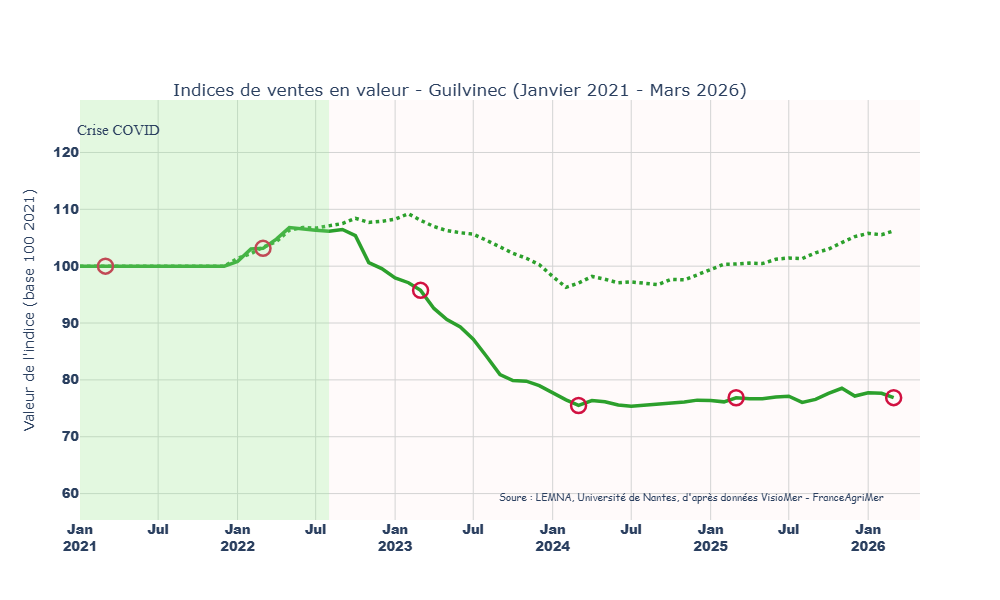 Indices de ventes en valeur - Guilvinec (Janvier 2021 - Mars 2026)
Crise COVID
Valeur de l'indice (base 100 2021)
120
110
100
90
80
70
60
Soure : LEMNA, Université de Nantes, d'après données VisioMer - FranceAgriMer
Jan Jul Jan Jul Jan Jul Jan Jul Jan Jul Jan
2021 2022 2023 2024 2025 2026